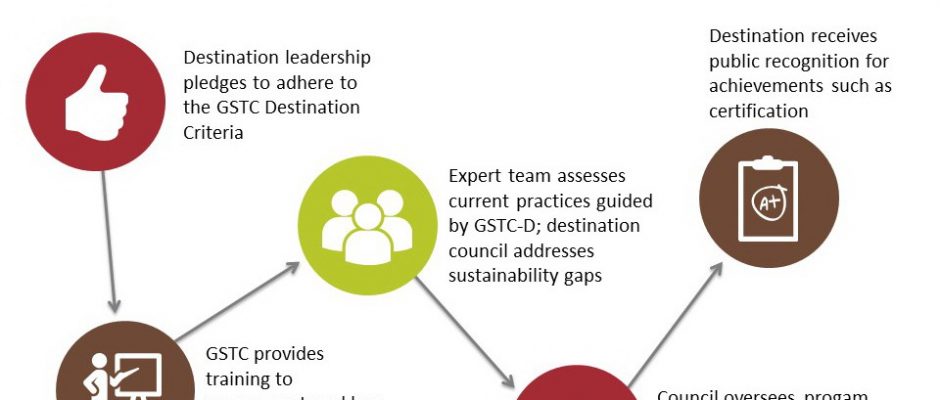 Destination leadership
pledges to adhere to
the GSTC Destination
Criteria
GSTC provides
training to
Expert team assesses
current practices guided
by GSTC-D; destination
council addresses
sustainability gaps
Council oversees progam
Destination receives
public recognition for
achievements such as
certification
A+